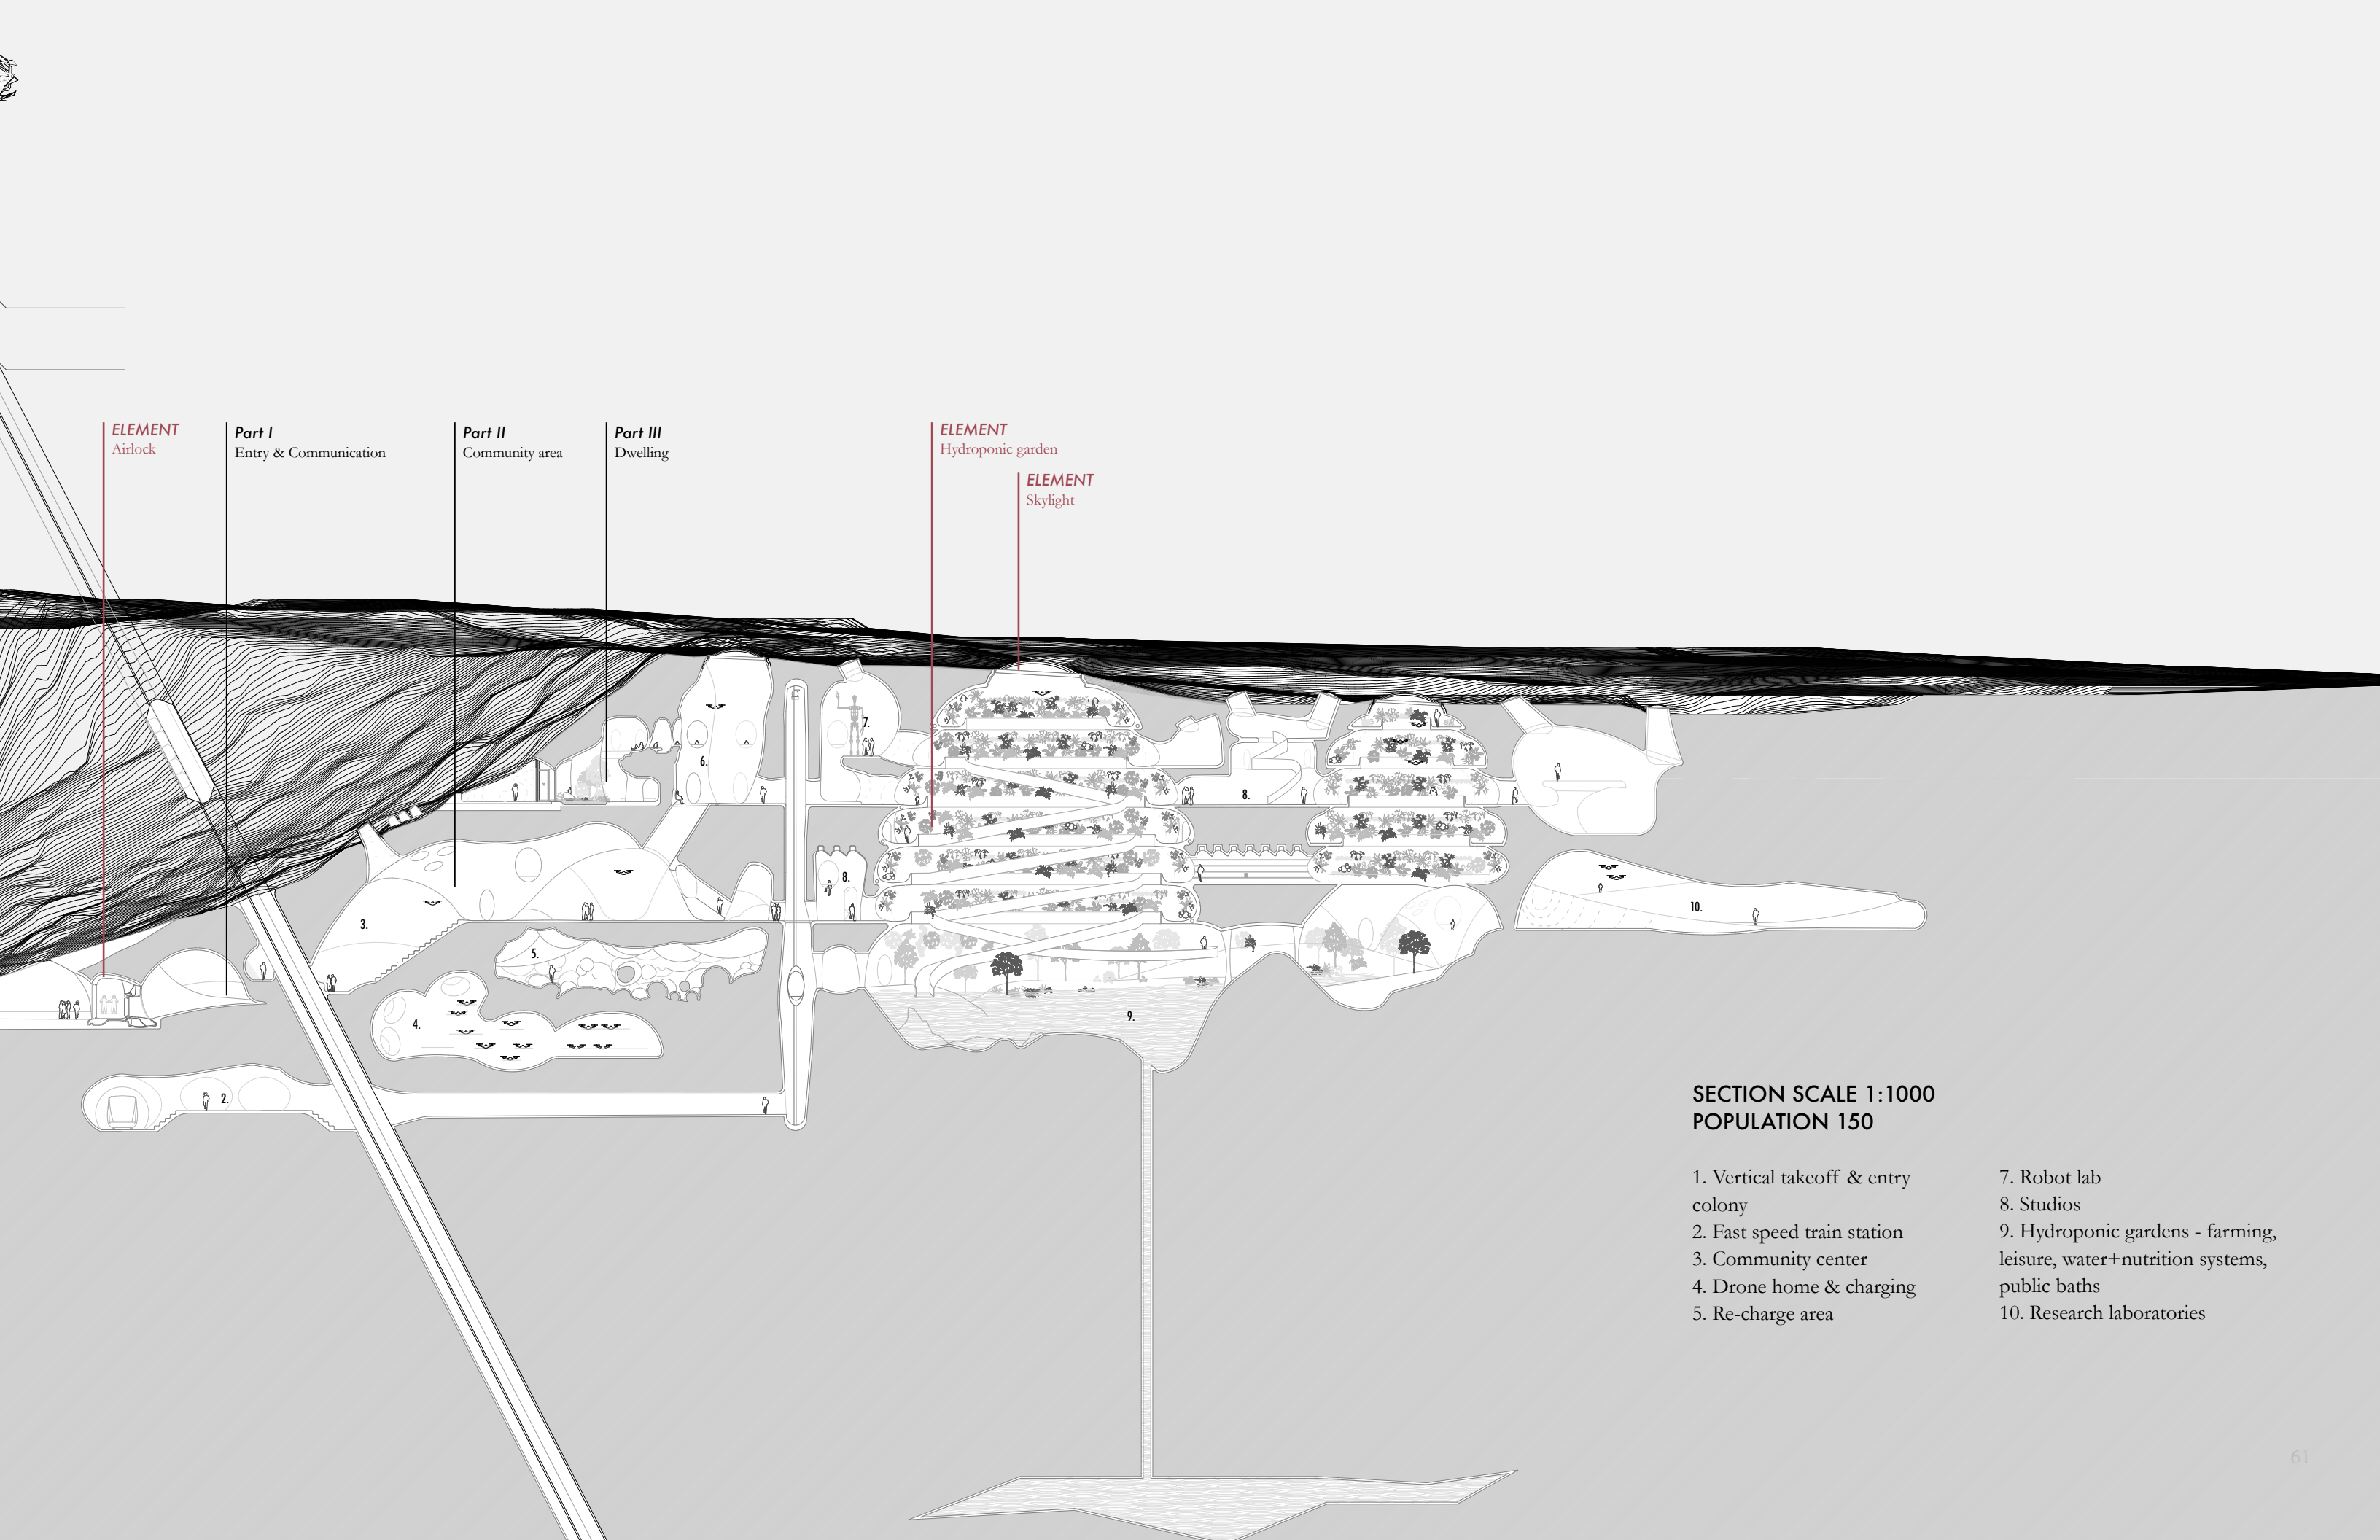 ELEMENT
Airlock
Part I
Entry & Communication
Part II
Community area
Part III
Dwelling
ELEMENT
Hydroponic garden
ELEMENT
Skylight
7.
6.
8.
8.
3.
10.
5.
4.
9.
2.
SECTION SCALE 1:1000
POPULATION 150
1. Vertical takeoff & entry
colony
2. Fast speed train station
3. Community center
4. Drone home & charging
5. Re-charge area
7. Robot lab
8. Studios
9. Hydroponic gardens - farming,
leisure, water+nutrition systems,
public baths
10. Research laboratories
61